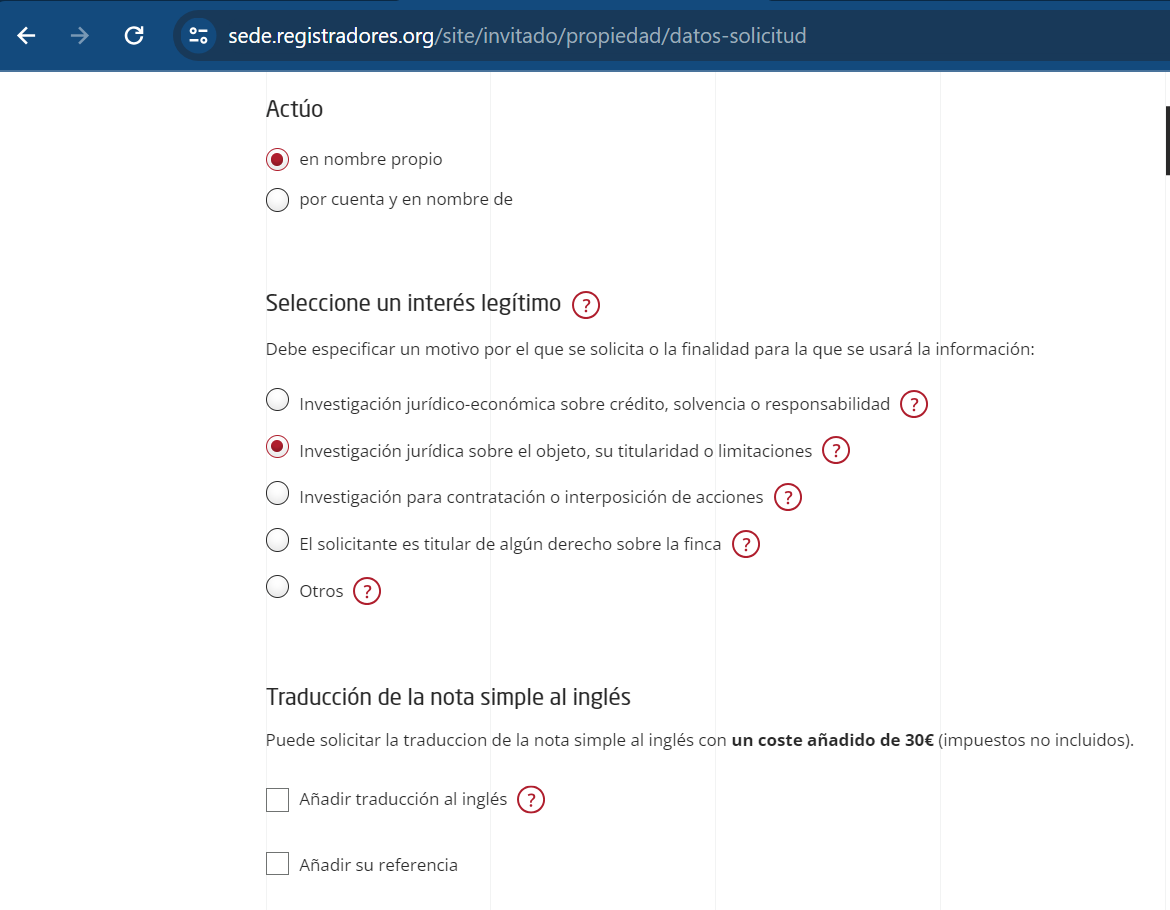 sede.registradores.org/site/invitado/propiedad/datos-solicitud
Actúo
en nombre propio
por cuenta y en nombre de
Seleccione un interés legítimo ?
Debe especificar un motivo por el que se solicita o la finalidad para la que se usará la información:
Investigación jurídico-económica sobre crédito, solvencia o responsabilidad ?
Investigación jurídica sobre el objeto, su titularidad o limitaciones ?
Investigación para contratación o interposición de acciones ?
El solicitante es titular de algún derecho sobre la finca ?
Otros ?
Traducción de la nota simple al inglés
Puede solicitar la traduccion de la nota simple al inglés con un coste añadido de 30€ (impuestos no incluidos).
Añadir traducción al inglés ?
Añadir su referencia